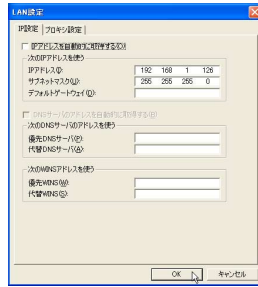 LAN設定
IP設定 プロキシ設定
IPアドレスを自動的に取得する(O)
次のIPアドレスを使う
IPアドレス(I): 192 168 1 126
サブネットマスク(U): 255 255 255 0
デフォルトゲートウェイ(D):
DNSサーバのアドレスを自動的に取得する(B)
次のDNSサーバのアドレスを使う
優先DNSサーバ(P):
代替DNSサーバ(A):
次のWINSアドレスを使う
優先WINS(W):
代替WINS(S):
OK キャンセル